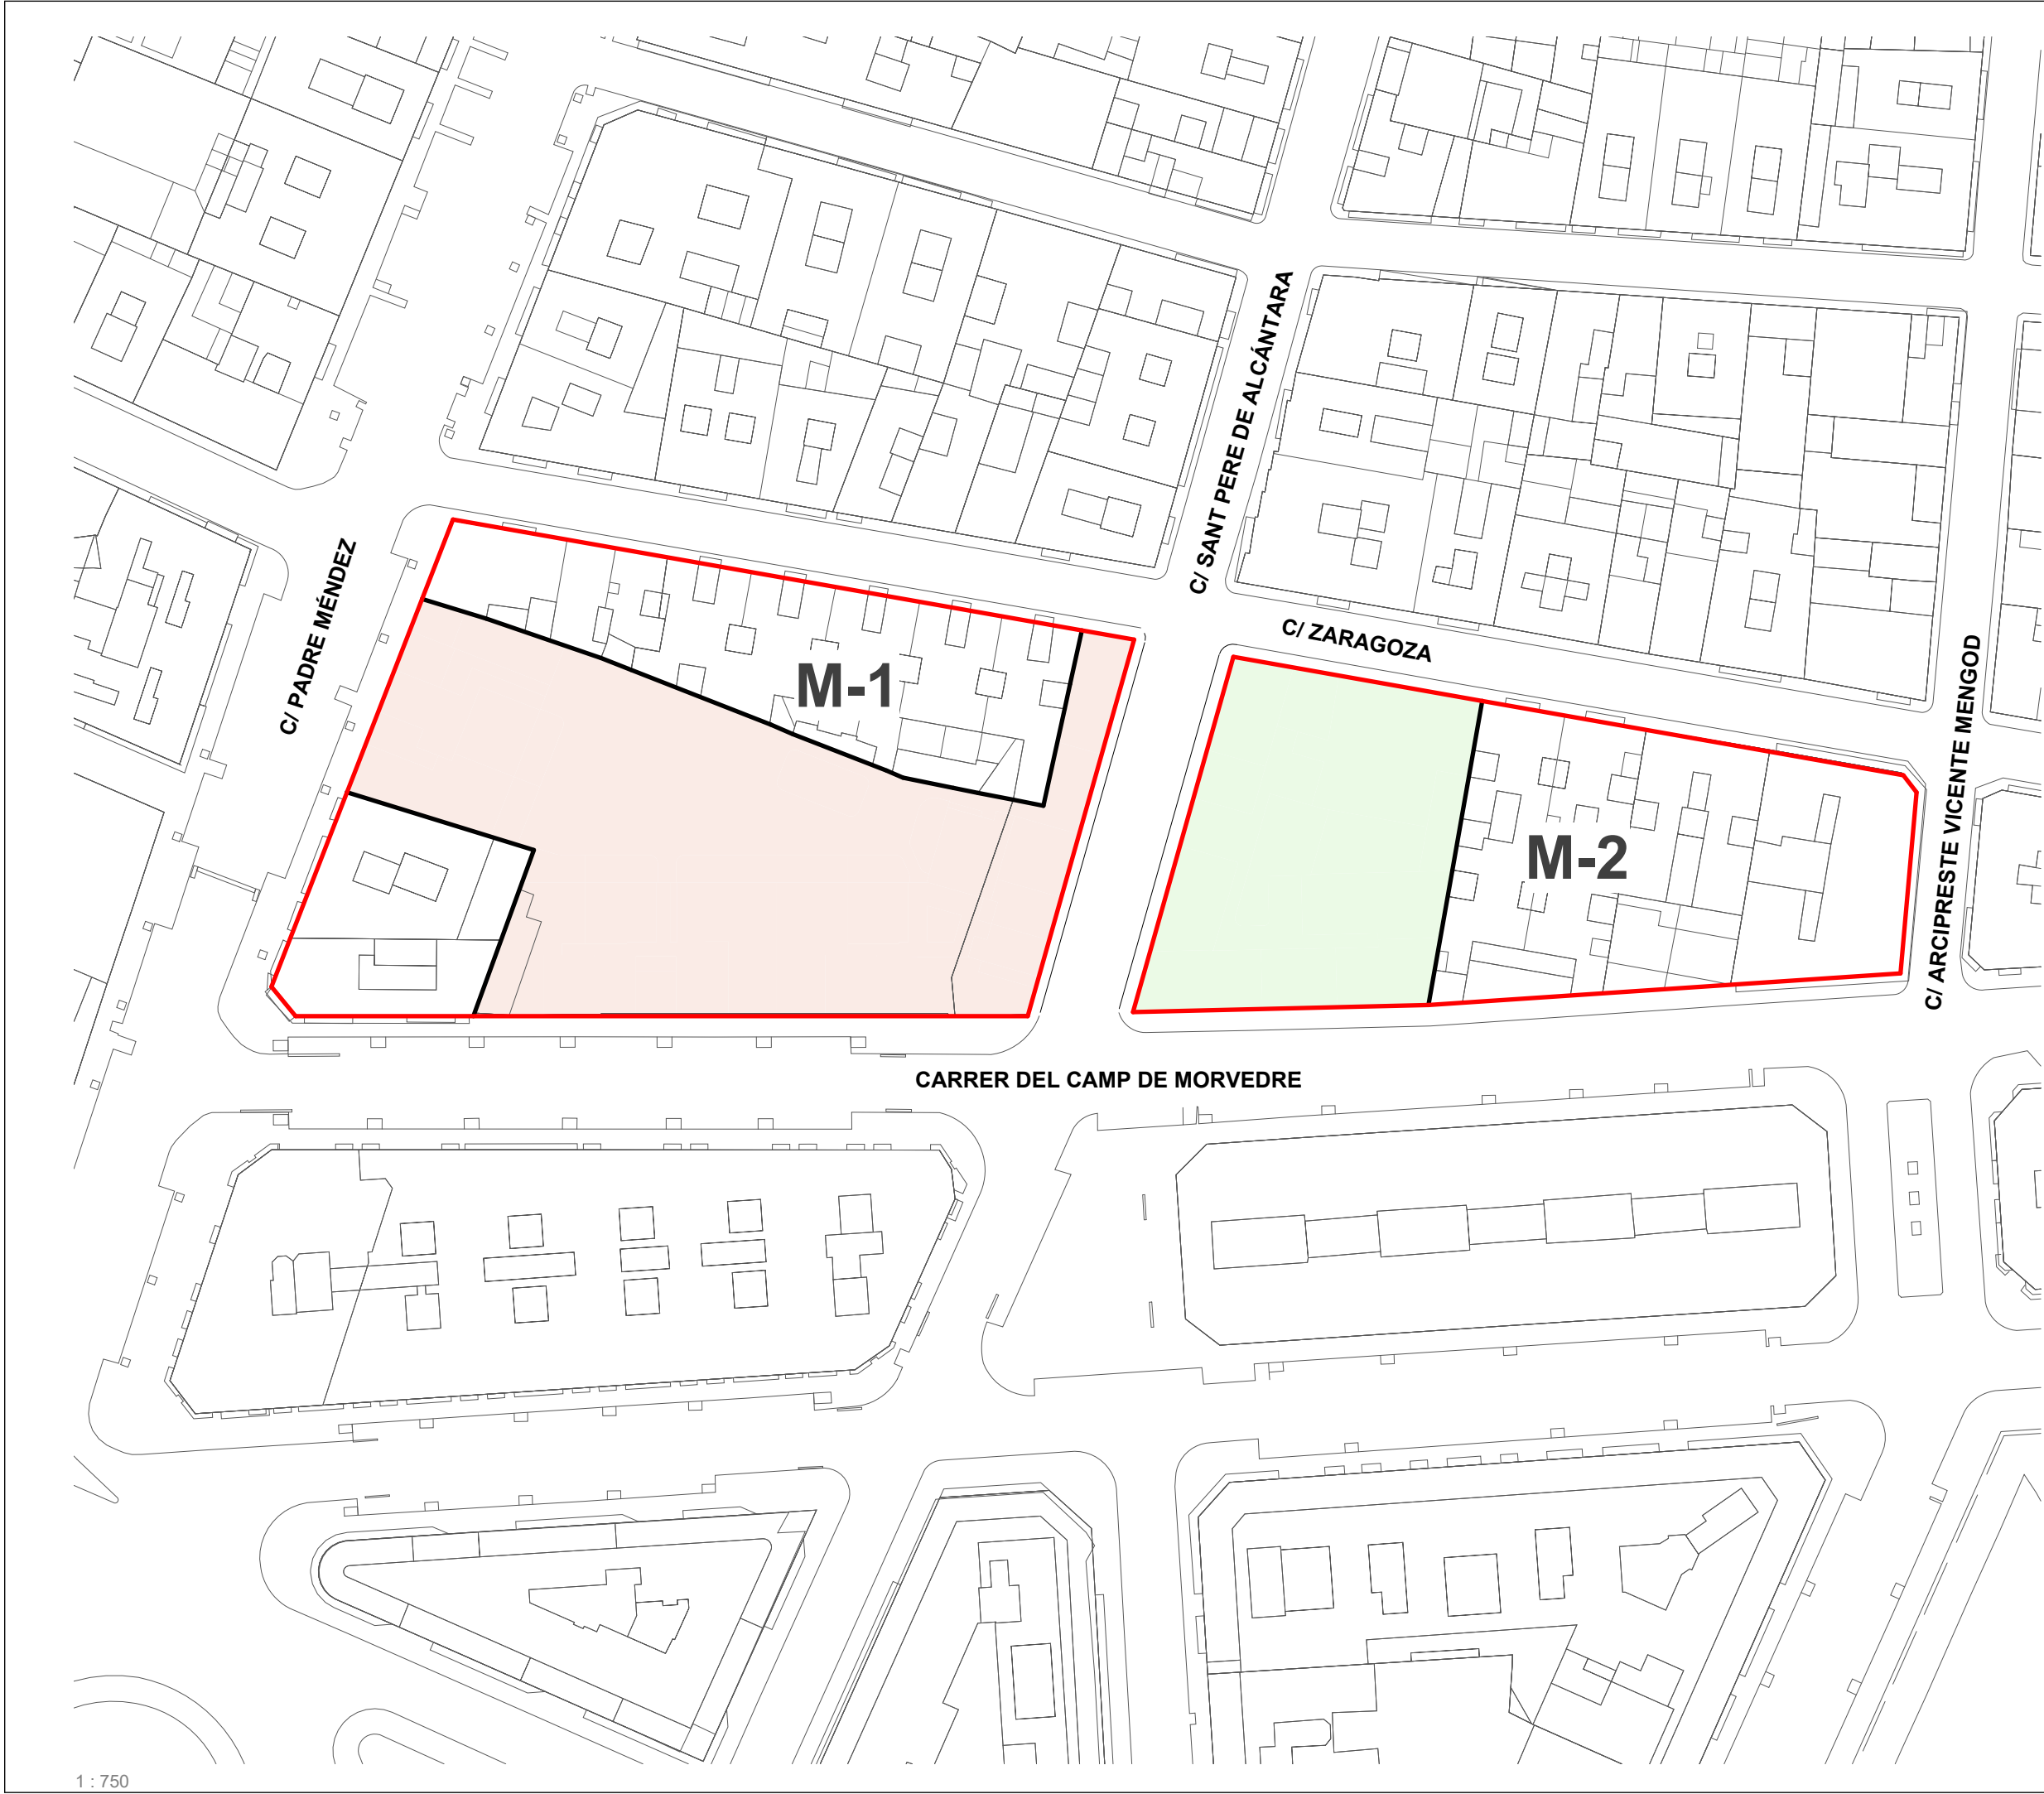 C/ SANT PERE DE ALCÁNTARA
C/ PADRE MÉNDEZ
C/ ZARAGOZA
M-1
C/ ARCIPRESTE VICENTE MENGOD
M-2
CARRER DEL CAMP DE MORVEDRE
1 : 750